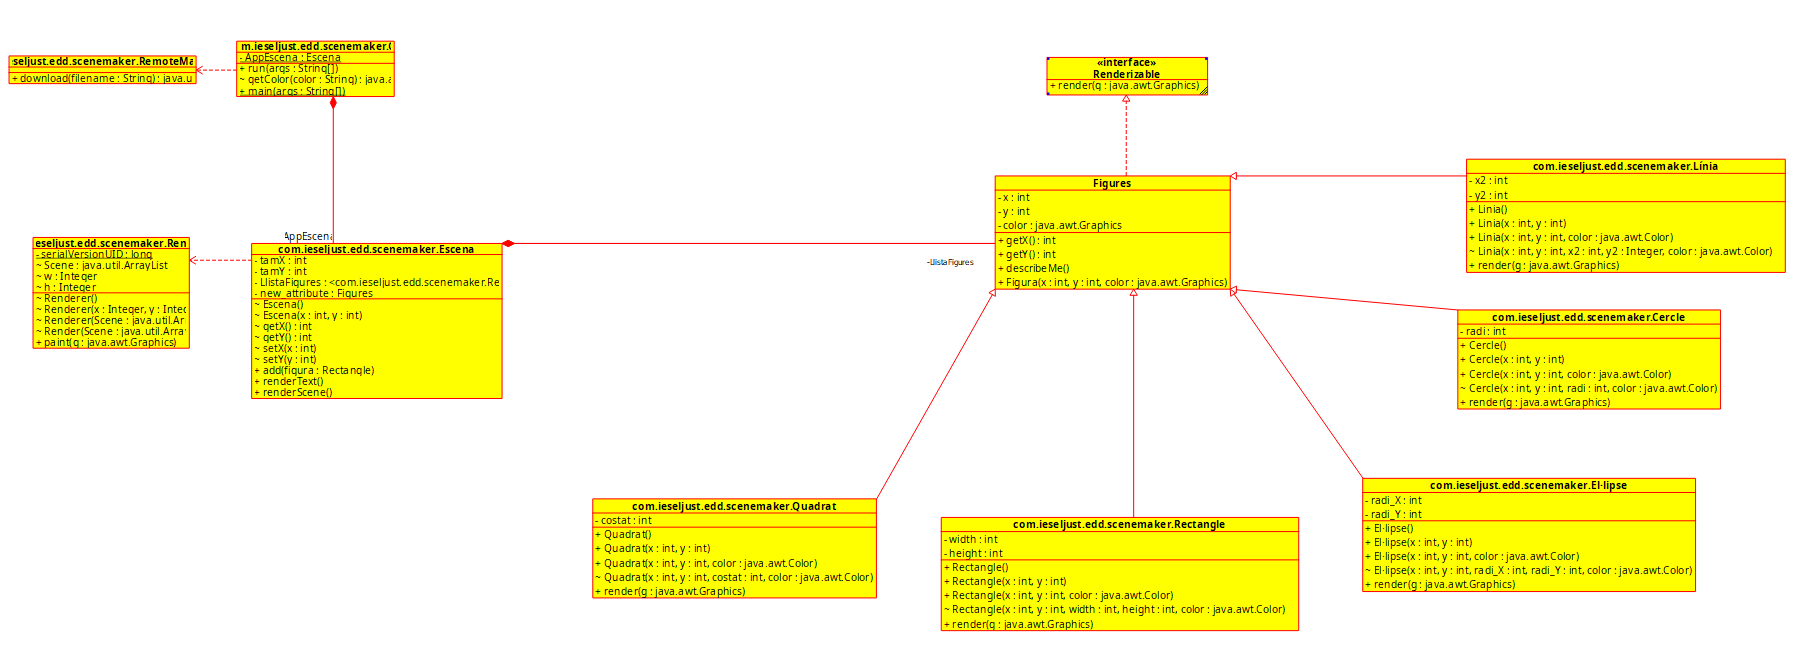 m.ieseljust.edd.scenemaker.
- AppEscena : Escena
+ run(args : String[])
~ getColor(color : String) : java.a
+ main(args : String[])
seljust.edd.scenemaker.RemoteMa
+ download(filename : String) : java.u
«interface»
Renderizable
+ render(g : java.awt.Graphics)
Figures
- x : int
- y : int
- color : java.awt.Graphics
+ getX() : int
+ getY() : int
+ describeMe()
+ Figura(x : int, y : int, color : java.awt.Graphics)
com.ieseljust.edd.scenemaker.Línia
- x2 : int
- y2 : int
+ Linia()
+ Linia(x : int, y : int)
+ Linia(x : int, y : int, color : java.awt.Color)
~ Linia(x : int, y : int, x2 : int, y2 : Integer, color : java.awt.Color)
+ render(g : java.awt.Graphics)
AppEscena
-LlistaFigures
eseljust.edd.scenemaker.Ren
- serialVersionUID : long
~ Scene : java.util.ArrayList
~ w : Integer
~ h : Integer
~ Renderer()
~ Renderer(x : Integer, y : Integ
~ Renderer(Scene : java.util.Ar
~ Render(Scene : java.util.Array
+ paint(g : java.awt.Graphics)
com.ieseljust.edd.scenemaker.Escena
- tamX : int
- tamY : int
- LlistaFigures : <com.ieseljust.edd.scenemaker.Re
- new_attribute : Figures
~ Escena()
~ Escena(x : int, y : int)
~ getX() : int
~ getY() : int
~ setX(x : int)
~ setY(y : int)
+ add(figura : Rectangle)
+ renderText()
+ renderScene()
com.ieseljust.edd.scenemaker.Cercle
- radi : int
+ Cercle()
+ Cercle(x : int, y : int)
+ Cercle(x : int, y : int, color : java.awt.Color)
~ Cercle(x : int, y : int, radi : int, color : java.awt.Color)
+ render(g : java.awt.Graphics)
com.ieseljust.edd.scenemaker.Quadrat
- costat : int
+ Quadrat()
+ Quadrat(x : int, y : int)
+ Quadrat(x : int, y : int, color : java.awt.Color)
~ Quadrat(x : int, y : int, costat : int, color : java.awt.Color)
+ render(g : java.awt.Graphics)
com.ieseljust.edd.scenemaker.Rectangle
- width : int
- height : int
+ Rectangle()
+ Rectangle(x : int, y : int)
+ Rectangle(x : int, y : int, color : java.awt.Color)
~ Rectangle(x : int, y : int, width : int, height : int, color : java.awt.Color)
+ render(g : java.awt.Graphics)
com.ieseljust.edd.scenemaker.El·lipse
- radi_X : int
- radi_Y : int
+ El·lipse()
+ El·lipse(x : int, y : int)
+ El·lipse(x : int, y : int, color : java.awt.Color)
~ El·lipse(x : int, y : int, radi_X : int, radi_Y : int, color : java.awt.Color)
+ render(g : java.awt.Graphics)